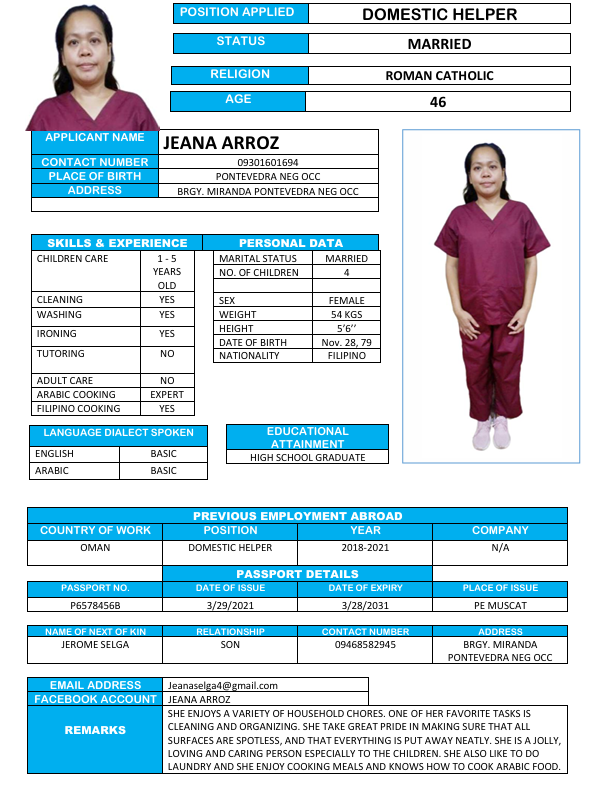 POSITION APPLIED DOMESTIC HELPER
STATUS MARRIED
RELIGION ROMAN CATHOLIC
AGE 46
APPLICANT NAME JEANA ARROZ
CONTACT NUMBER 09301601694
PLACE OF BIRTH PONTEVEDRA NEG OCC
ADDRESS BRGY. MIRANDA PONTEVEDRA NEG OCC
SKILLS & EXPERIENCE
CHILDREN CARE 1 - 5
YEARS
OLD
CLEANING YES
WASHING YES
IRONING YES
TUTORING NO
ADULT CARE NO
ARABIC COOKING EXPERT
FILIPINO COOKING YES
PERSONAL DATA
MARITAL STATUS MARRIED
NO. OF CHILDREN 4
SEX FEMALE
WEIGHT 54 KGS
HEIGHT 5’6’’
DATE OF BIRTH Nov. 28, 79
NATIONALITY FILIPINO
LANGUAGE DIALECT SPOKEN
ENGLISH BASIC
ARABIC BASIC
EDUCATIONAL
ATTAINMENT
HIGH SCHOOL GRADUATE
PREVIOUS EMPLOYMENT ABROAD
COUNTRY OF WORK POSITION YEAR COMPANY
OMAN DOMESTIC HELPER 2018-2021 N/A
PASSPORT DETAILS
PASSPORT NO. DATE OF ISSUE DATE OF EXPIRY PLACE OF ISSUE
P6578456B 3/29/2021 3/28/2031 PE MUSCAT
NAME OF NEXT OF KIN RELATIONSHIP CONTACT NUMBER ADDRESS
JEROME SELGA SON 09468582945 BRGY. MIRANDA
PONTEVEDRA NEG OCC
EMAIL ADDRESS Jeanaselga4@gmail.com
FACEBOOK ACCOUNT JEANA ARROZ
REMARKS
SHE ENJOYS A VARIETY OF HOUSEHOLD CHORES. ONE OF HER FAVORITE TASKS IS
CLEANING AND ORGANIZING. SHE TAKE GREAT PRIDE IN MAKING SURE THAT ALL
SURFACES ARE SPOTLESS, AND THAT EVERYTHING IS PUT AWAY NEATLY. SHE IS A JOLLY,
LOVING AND CARING PERSON ESPECIALLY TO THE CHILDREN. SHE ALSO LIKE TO DO
LAUNDRY AND SHE ENJOY COOKING MEALS AND KNOWS HOW TO COOK ARABIC FOOD.